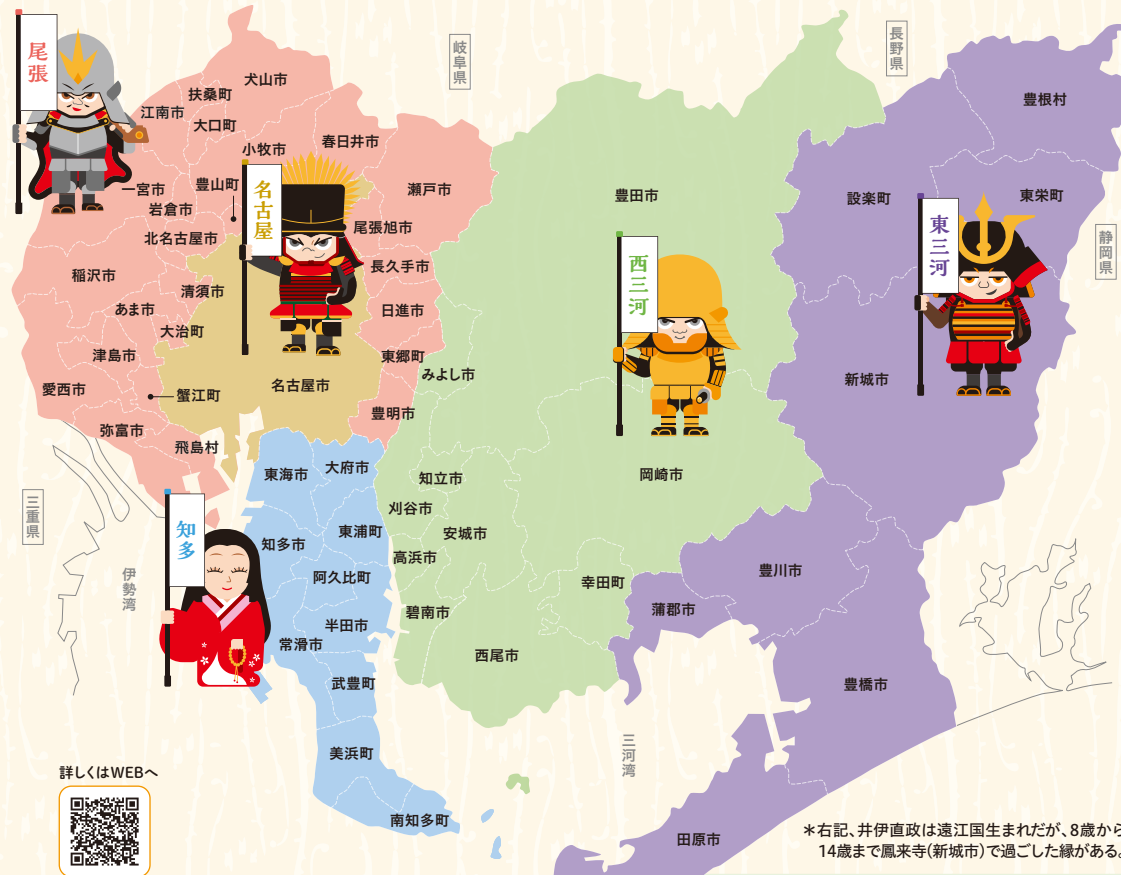 尾張
犬山市
扶桑町
江南市
大口町
小牧市
春日井市
岐阜県
長野県
豊根村
一宮市
豊山町
名古屋
瀬戸市
岩倉市
北名古屋市
尾張旭市
豊田市
設楽町
東三河
東栄町
静岡県
稲沢市
清須市
長久手市
西三河
あま市
大治町
日進市
津島市
東郷町
みよし市
愛西市
蟹江町
名古屋市
新城市
弥富市
豊明市
飛島村
東海市
大府市
知立市
岡崎市
三重県
知多
刈谷市
知多市
東浦町
安城市
高浜市
伊勢湾
阿久比町
幸田町
豊川市
碧南市
蒲郡市
半田市
常滑市
西尾市
武豊町
豊橋市
美浜町
三河湾
詳しくはWEBへ
南知多町
田原市
＊右記、井伊直政は遠江国生まれだが、8歳から
14歳まで鳳来寺(新城市)で過ごした縁がある。